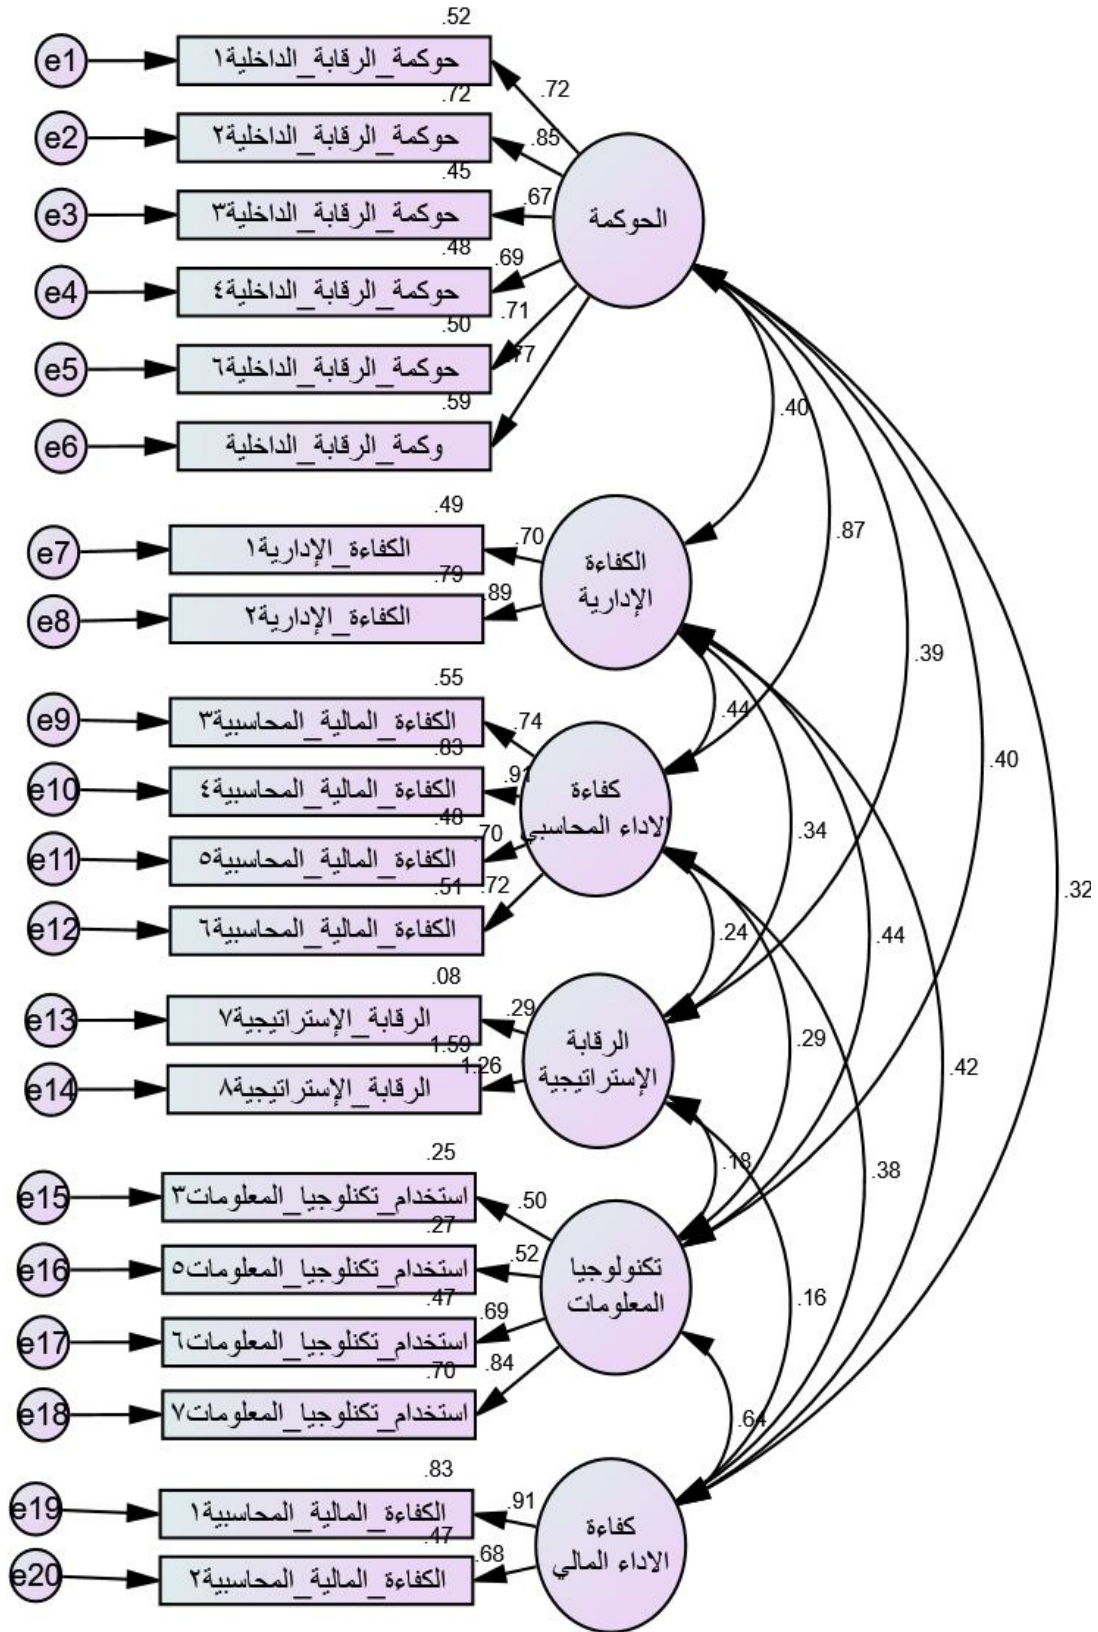 .52
e1
حوكمة_الرقابة_الداخلية١
.72
.72
e2
حوكمة_الرقابة_الداخلية٢
.85
.45
e3
حوكمة_الرقابة_الداخلية٣
.67
الحوكمة
.48
e4
حوكمة_الرقابة_الداخلية٤
.69
.50
e5
حوكمة_الرقابة_الداخلية٦
.71
.77
.59
e6
وكمة_الرقابة_الداخلية
.40
.49
e7
الكفاءة_الإدارية١
.70
الكفاءة
الإدارية
.87
.79
e8
الكفاءة_الإدارية٢
.89
.39
.55
e9
الكفاءة_المالية_المحاسبية٣
.74
.44
.40
.83
e10
الكفاءة_المالية_المحاسبية٤
.91
كفاءة
الاداء المحاسبي
.34
.48
e11
الكفاءة_المالية_المحاسبية٥
.70
.32
.51
e12
الكفاءة_المالية_المحاسبية٦
.72
.24
.44
.08
e13
الرقابة_الإستراتيجية٧
.29
الرقابة
الإستراتيجية
.29
.42
1.59
e14
الرقابة_الإستراتيجية٨
1.26
.25
e15
استخدام_تكنلوجيا_المعلومات٣
.50
.18
.38
.27
e16
استخدام_تكنلوجيا_المعلومات٥
.52
تكنولوجيا
المعلومات
.16
.47
e17
استخدام_تكنلوجيا_المعلومات٦
.69
.70
e18
استخدام_تكنلوجيا_المعلومات٧
.84
.64
.83
e19
الكفاءة_المالية_المحاسبية١
.91
كفاءة
الاداء المالي
.47
e20
الكفاءة_المالية_المحاسبية٢
.68